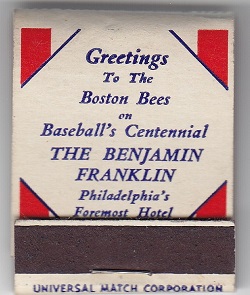 Greetings
To The
Boston Bees
on
Baseball's Centennial
THE BENJAMIN
FRANKLIN
Philadelphia's
Foremost Hotel
UNIVERSAL MATCH CORPORATION